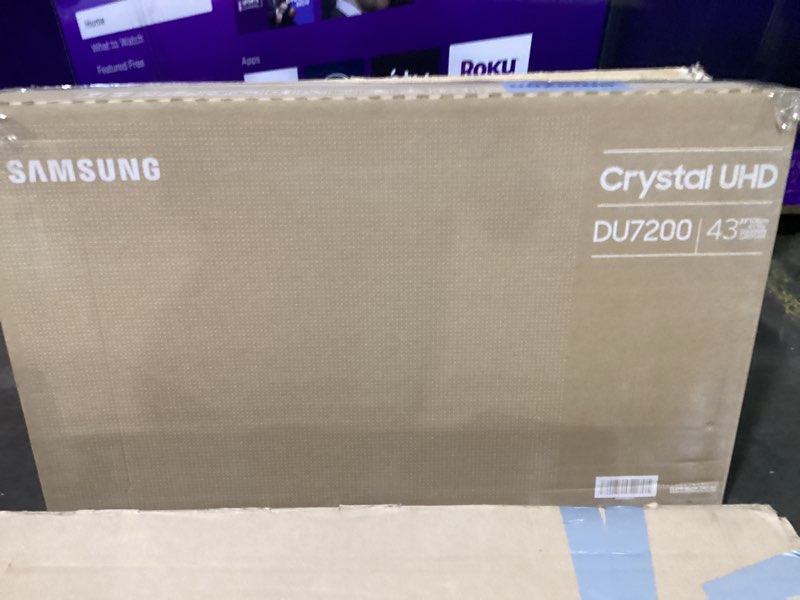 Home
What to Watch
Featured Free
Apps
Roku
SAMSUNG
Crystal UHD
DU7200 43